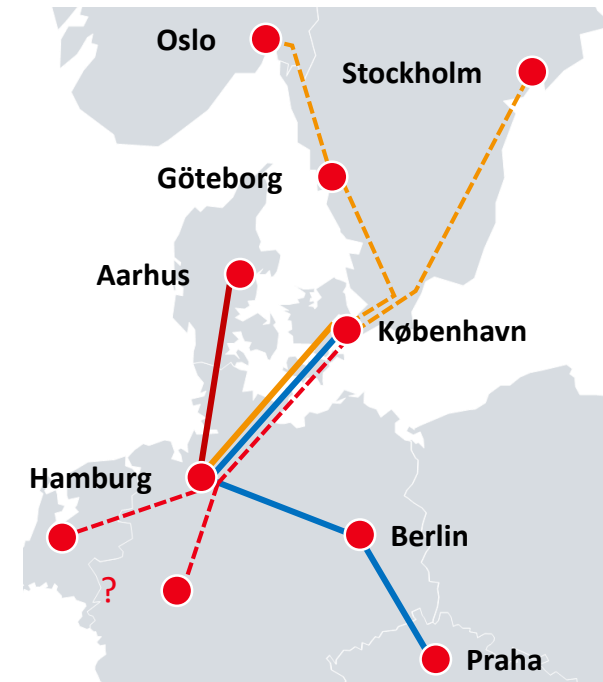 Oslo
Stockholm
Göteborg
Aarhus
København
Hamburg
Berlin
?
Praha